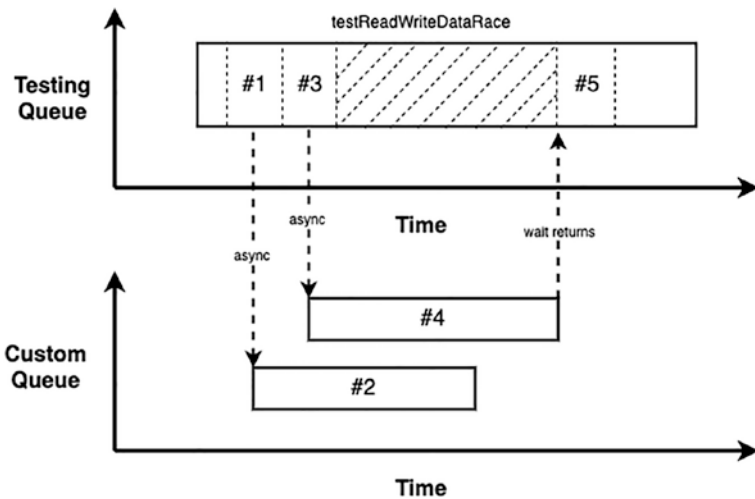 testReadWriteDataRace
Testing
Queue
#1
#3
#5
Time
async
async
wait returns
Custom
Queue
#4
#2
Time